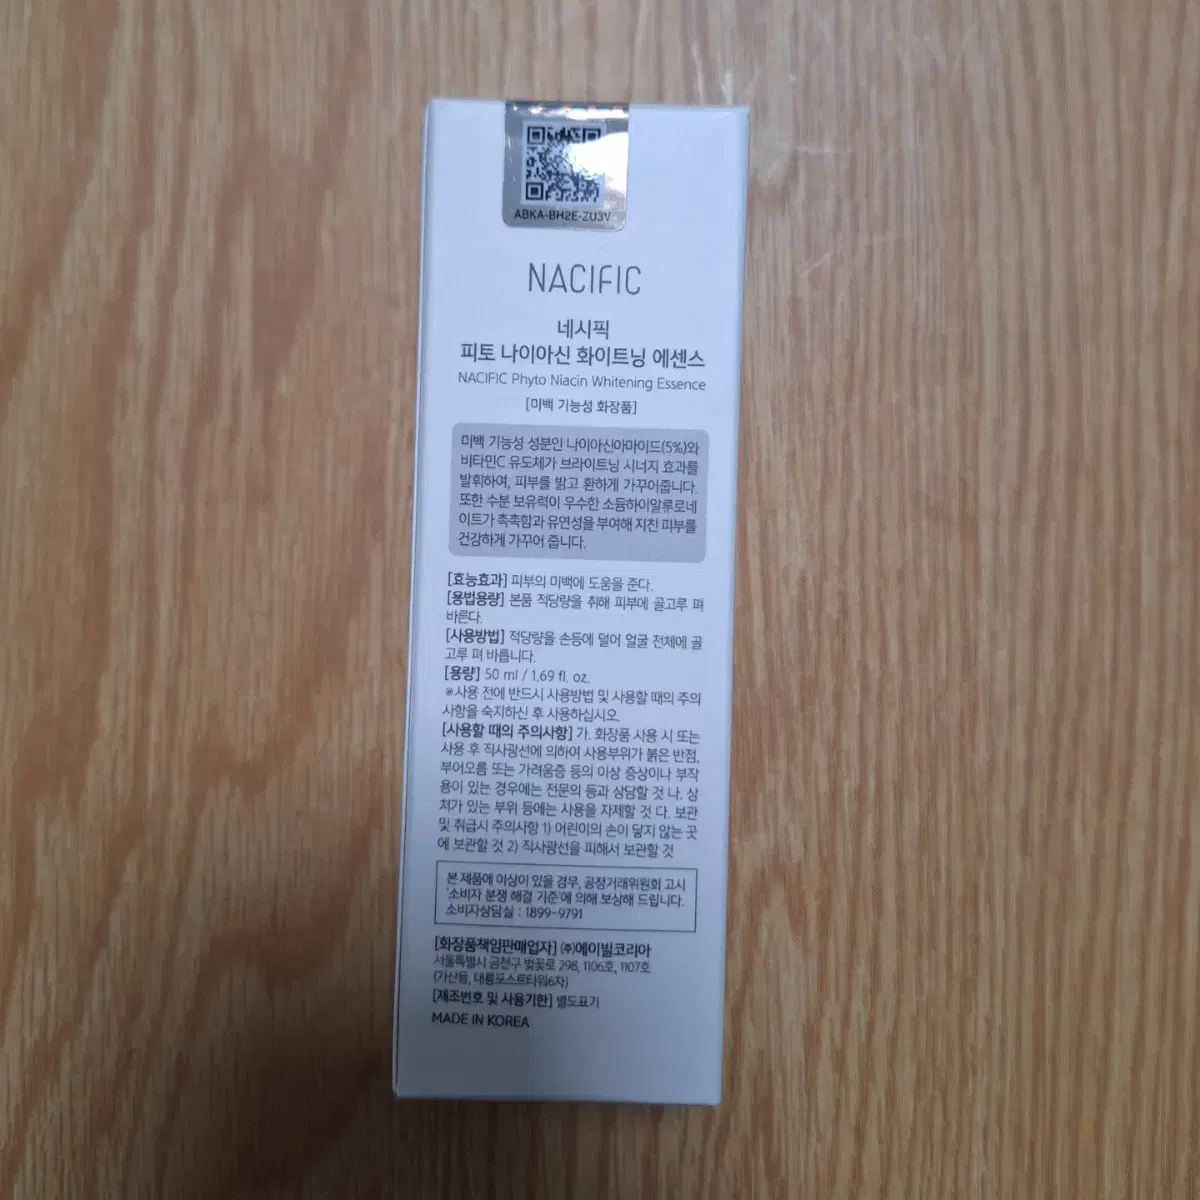 ABKA-BH2E-ZU3V
NACIFIC
네시픽
피토 나이아신 화이트닝 에센스
NACIFIC Phyto Niacin Whitening Essence
[미백 기능성 화장품]
미백 기능성 성분인 나이아신아마이드(5%)와
비타민C 유도체가 브라이트닝 시너지 효과를
발휘하여, 피부를 밝고 환하게 가꾸어줍니다.
또한 수분 보유력이 우수한 소듐하이알루로네
이트가 촉촉함과 유연성을 부여해 지친 피부를
건강하게 가꾸어 줍니다.
[효능효과] 피부의 미백에 도움을 준다.
[용법용량] 본품 적당량을 취해 피부에 골고루 펴
바른다.
[사용방법] 적당량을 손등에 덜어 얼굴 전체에 골
고루 펴 바릅니다.
[용량] 50 ml / 1.69 fl. oz.
※사용 전에 반드시 사용방법 및 사용할 때의 주의
사항을 숙지하신 후 사용하십시오.
[사용할 때의 주의사항] 가. 화장품 사용 시 또는
사용 후 직사광선에 의하여 사용부위가 붉은 반점,
부어오름 또는 가려움증 등의 이상 증상이나 부작
용이 있는 경우에는 전문의 등과 상담할 것 나. 상
처가 있는 부위 등에는 사용을 자제할 것 다. 보관
및 취급시 주의사항 1) 어린이의 손이 닿지 않는 곳
에 보관할 것 2) 직사광선을 피해서 보관할 것
본 제품에 이상이 있을 경우, 공정거래위원회 고시
'소비자 분쟁 해결 기준'에 의해 보상해 드립니다.
소비자상담실 : 1899-9791
[화장품책임판매업자] (주)에이빌코리아
서울특별시 금천구 벚꽃로 298, 1106호, 1107호
(가산동, 대륭포스트타워6차)
[제조번호 및 사용기한] 별도표기
MADE IN KOREA